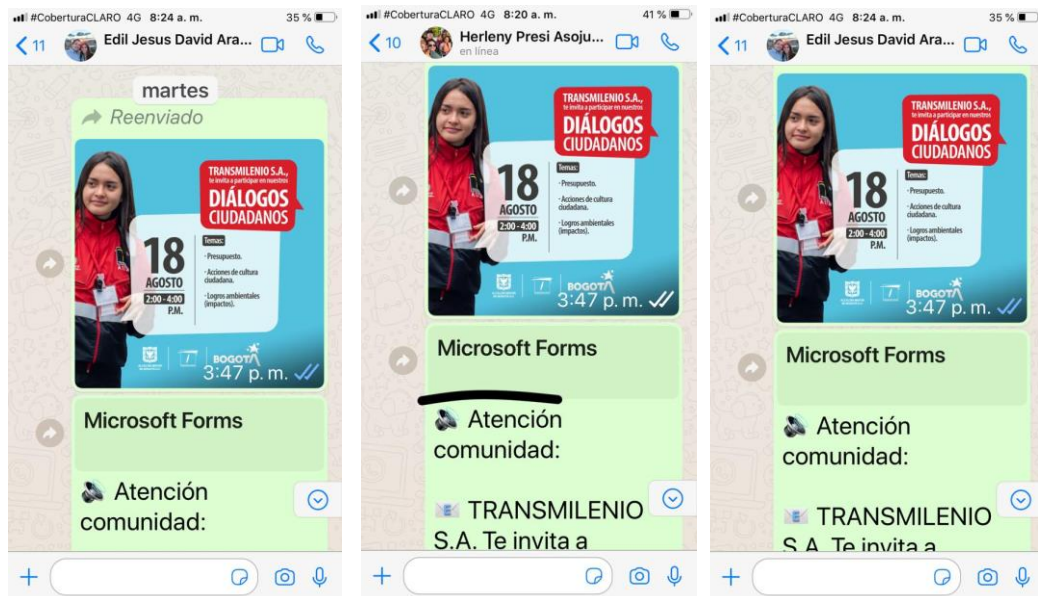 #CoberturaCLARO 4G 8:24 a. m. 35 %
11 Edil Jesus David Ara...
martes
Reenviado
TRANSMILENIO S.A.,
te invita a participar en nuestros
DIÁLOGOS
CIUDADANOS
18
AGOSTO
2:00 - 4:00
P.M.
Temas:
· Presupuesto.
· Acciones de cultura
ciudadana.
· Logros ambientales
(impactos).
BOGOTÁ
3:47 p. m.
Microsoft Forms
Atención
comunidad:
#CoberturaCLARO 4G 8:20 a. m. 41 %
10 Herleny Presi Asoju...
en línea
TRANSMILENIO S.A.,
te invita a participar en nuestros
DIÁLOGOS
CIUDADANOS
18
AGOSTO
2:00 - 4:00
P.M.
Temas:
· Presupuesto.
· Acciones de cultura
ciudadana.
· Logros ambientales
(impactos).
BOGOTÁ
3:47 p. m.
Microsoft Forms
Atención
comunidad:
TRANSMILENIO
S.A. Te invita a
#CoberturaCLARO 4G 8:24 a. m. 35 %
11 Edil Jesus David Ara...
TRANSMILENIO S.A.,
te invita a participar en nuestros
DIÁLOGOS
CIUDADANOS
18
AGOSTO
2:00 - 4:00
P.M.
Temas:
· Presupuesto.
· Acciones de cultura
ciudadana.
· Logros ambientales
(impactos).
BOGOTÁ
3:47 p. m.
Microsoft Forms
Atención
comunidad:
TRANSMILENIO
S.A. Te invita a